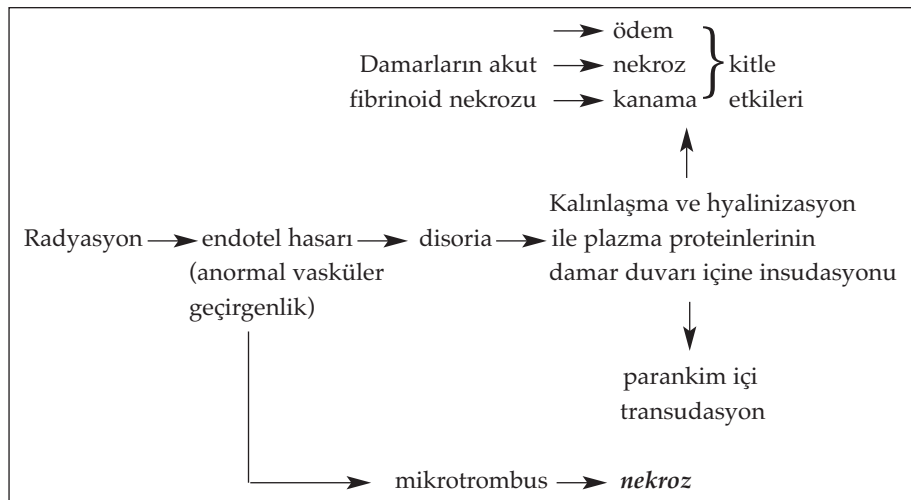 ödem
Damarların akut nekroz kitle
fibrinoid nekrozu kanama etkileri
Kalınlaşma ve hyalinizasyon
Radyasyon endotel hasarı disoria ile plazma proteinlerinin
(anormal vasküler damar duvarı içine insudasyonu
geçirgenlik)
parankim içi
transudasyon
mikrotrombus nekroz